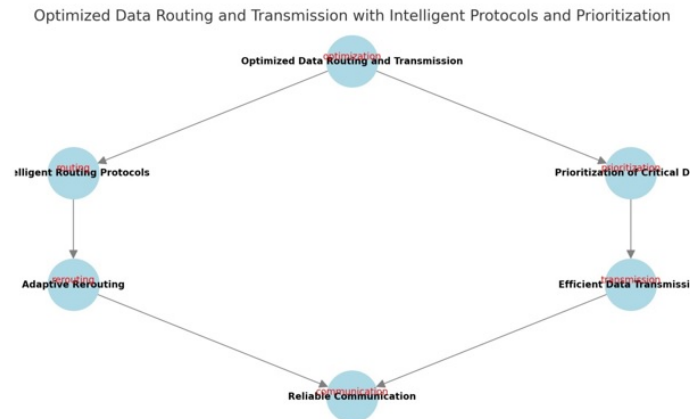 Optimized Data Routing and Transmission with Intelligent Protocols and Prioritization
optimization
Optimized Data Routing and Transmission
routing
elligent Routing Protocols
prioritization
Prioritization of Critical D
rerouting
Adaptive Rerouting
transmission
Efficient Data Transmissi
communication
Reliable Communication